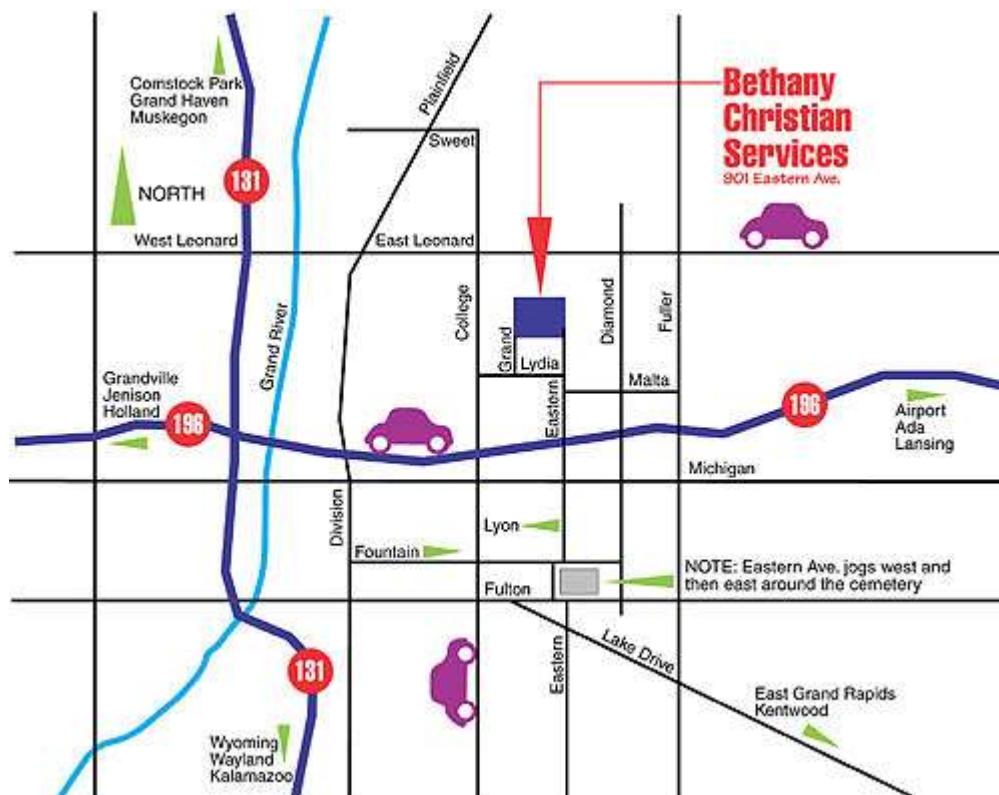 Comstock Park
Grand Haven
Muskegon
131
NORTH
West Leonard
Plainfield
Sweet
East Leonard
Bethany
Christian
Services
901 Eastern Ave.
Grand River
College
Grand
Lydia
Eastern
Diamond
Fuller
Malta
Grandville
Jenison
Holland
196
196
Airport
Ada
Lansing
Michigan
Division
Lyon
Fountain
Fulton
NOTE: Eastern Ave. jogs west and
then east around the cemetery
131
Eastern
Lake Drive
East Grand Rapids
Kentwood
Wyoming
Wayland
Kalamazoo